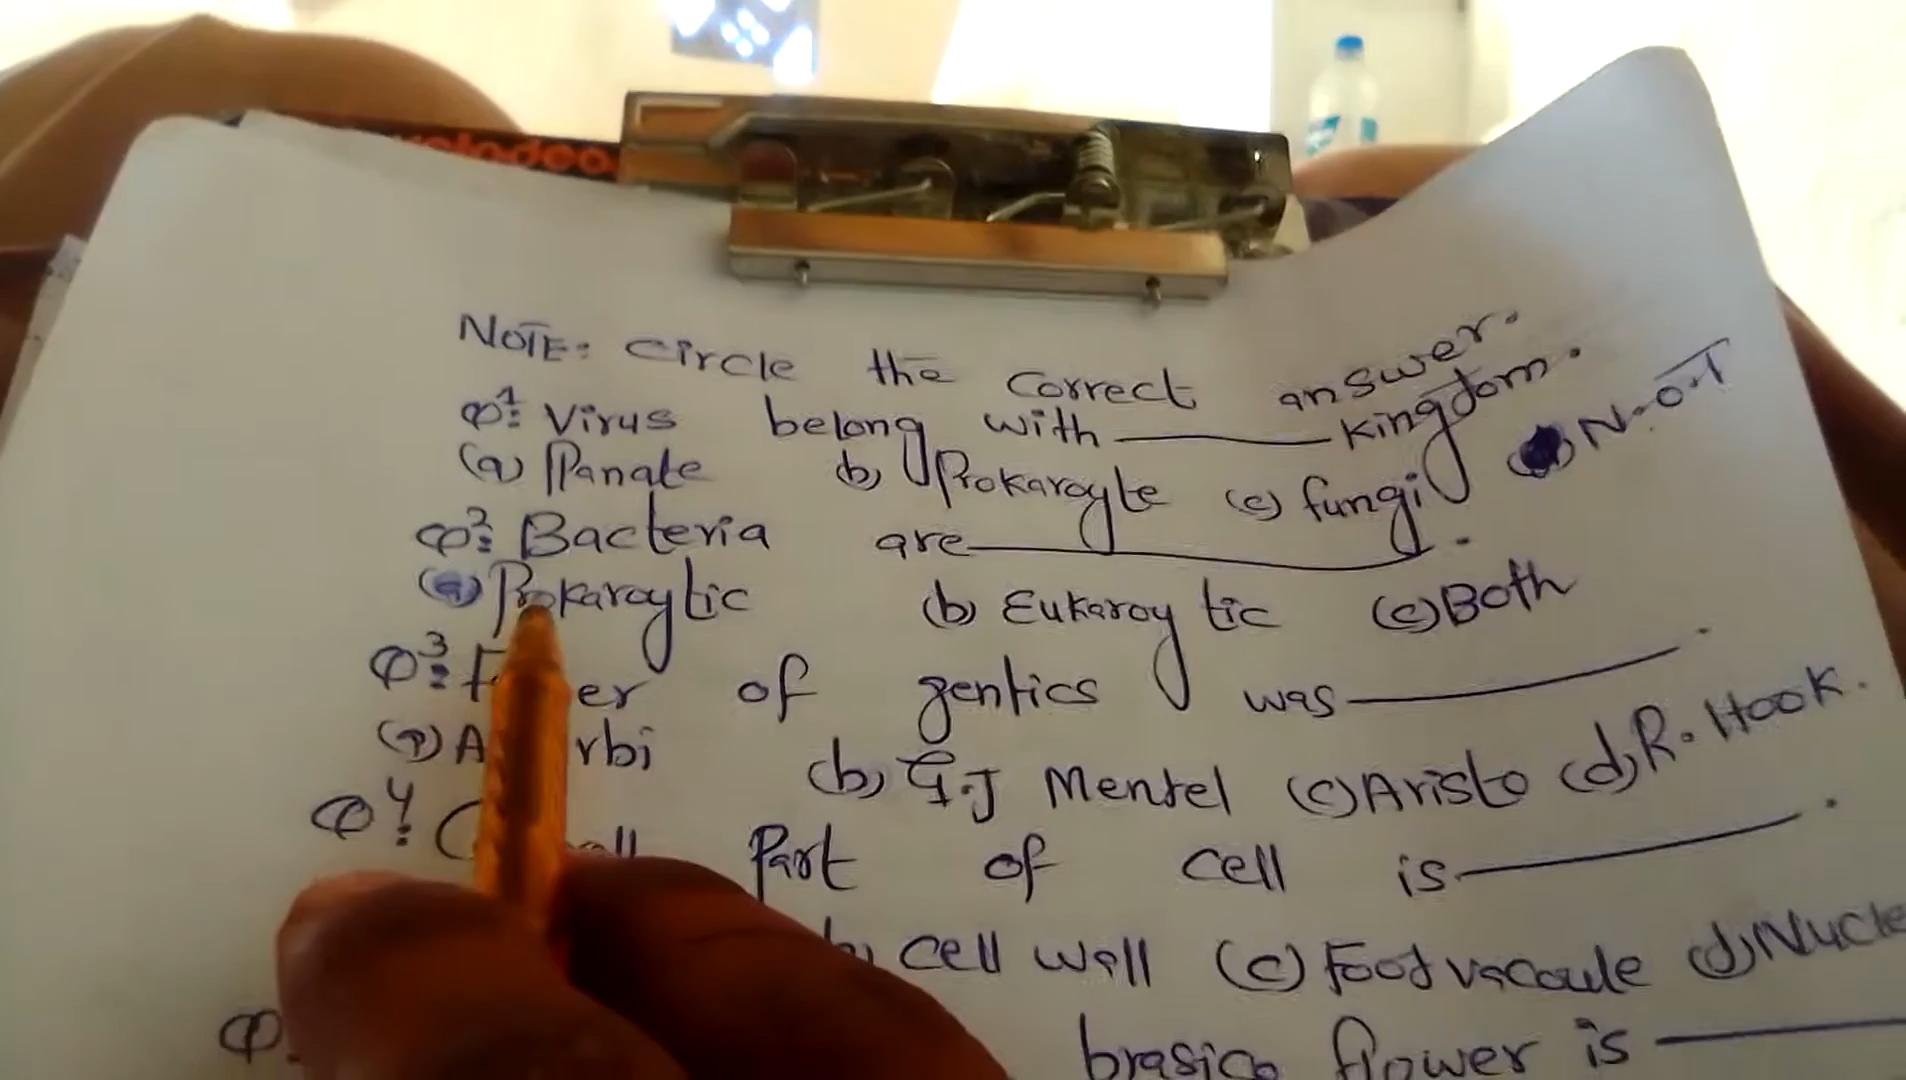 NOTE: Circle the correct answer.
Q1: Virus belong with ______ kingdom.
(a) Planate (b) Prokaroyte (c) fungi (d) N.O.T
Q2: Bacteria are ______.
(a) Prokaroytic (b) Eukaroytic (c) Both
Q3: er of gentics was ______.
(a) A rbi (b) G.J Mentel (c) Aristo (d) R. Hook.
Q4: Part of cell is ______.
(b) cell wall (c) Food vacoule (d) Nucle
Q. flower is ______